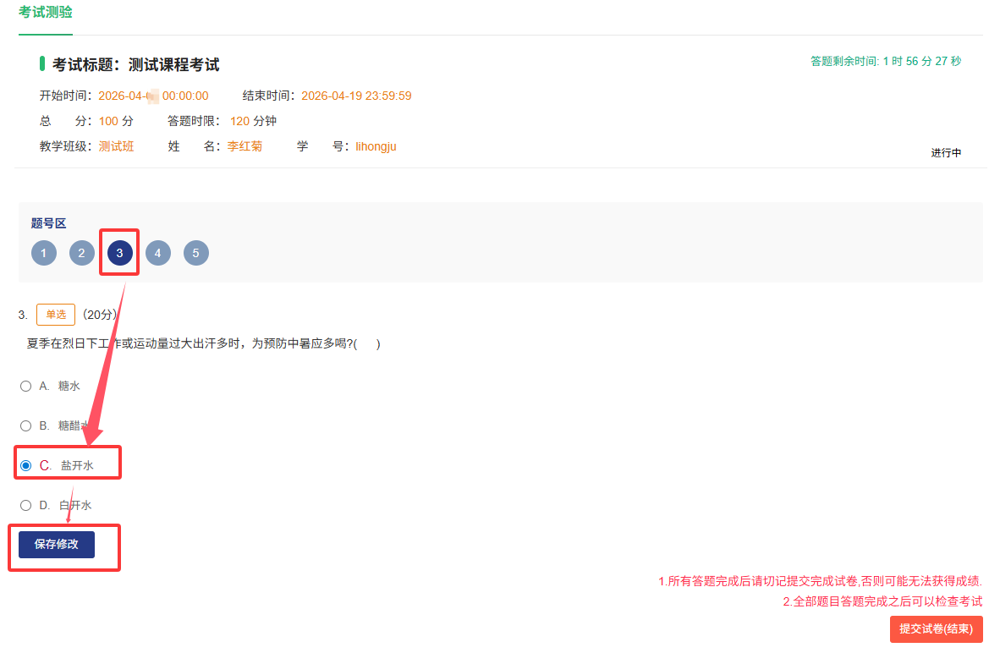 考试测验
考试标题：测试课程考试
答题剩余时间: 1 时 56 分 27 秒
开始时间：2026-04- 00:00:00 结束时间：2026-04-19 23:59:59
总 分：100 分 答题时限： 120 分钟
教学班级：测试班 姓 名：李红菊 学 号：lihongju
进行中
题号区
1 2 3 4 5
3. 单选 （20分）
夏季在烈日下工作或运动量过大出汗多时，为预防中暑应多喝?( )
A. 糖水
B. 糖醋水
C. 盐开水
D. 白开水
保存修改
1.所有答题完成后请切记提交完成试卷,否则可能无法获得成绩.
2.全部题目答题完成之后可以检查考试
提交试卷(结束)